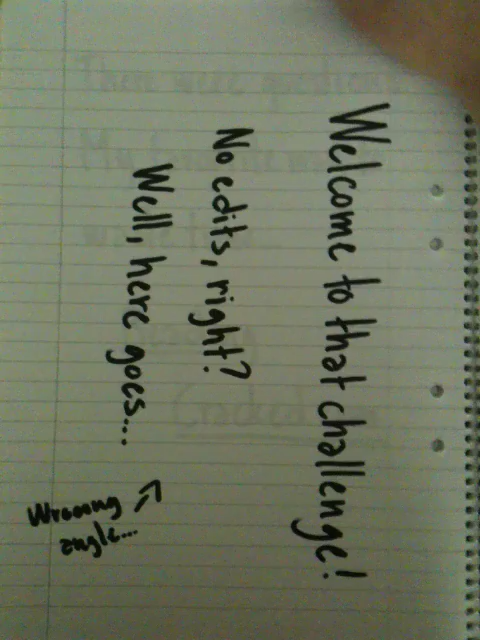 Welcome to that challenge!
No edits, right?
Well, here goes...
Wrooong
angle...